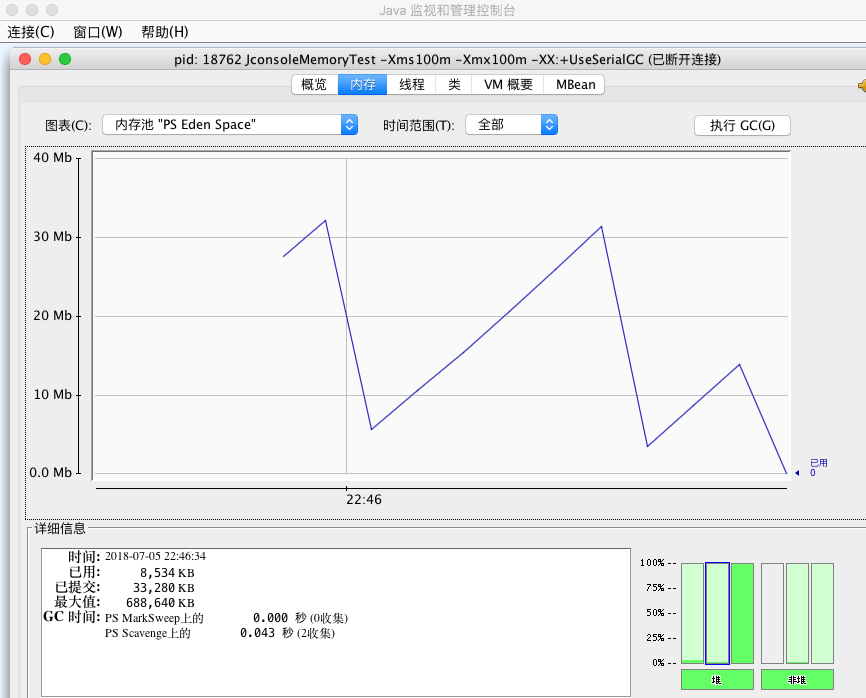 Java 监视和管理控制台
连接(C) 窗口(W) 帮助(H)
pid: 18762 JconsoleMemoryTest -Xms100m -Xmx100m -XX:+UseSerialGC (已断开连接)
概览 内存 线程 类 VM 概要 MBean
图表(C): 内存池 "PS Eden Space" 时间范围(T): 全部 执行 GC(G)
40 Mb
30 Mb
20 Mb
10 Mb
0.0 Mb
已用
0
22:46
详细信息
时间: 2018-07-05 22:46:34
已用: 8,534 KB
已提交: 33,280 KB
最大值: 688,640 KB
GC 时间: PS MarkSweep上的 0.000 秒 (0收集)
PS Scavenge上的 0.043 秒 (2收集)
100% --
75% --
50% --
25% --
0% --
堆 非堆